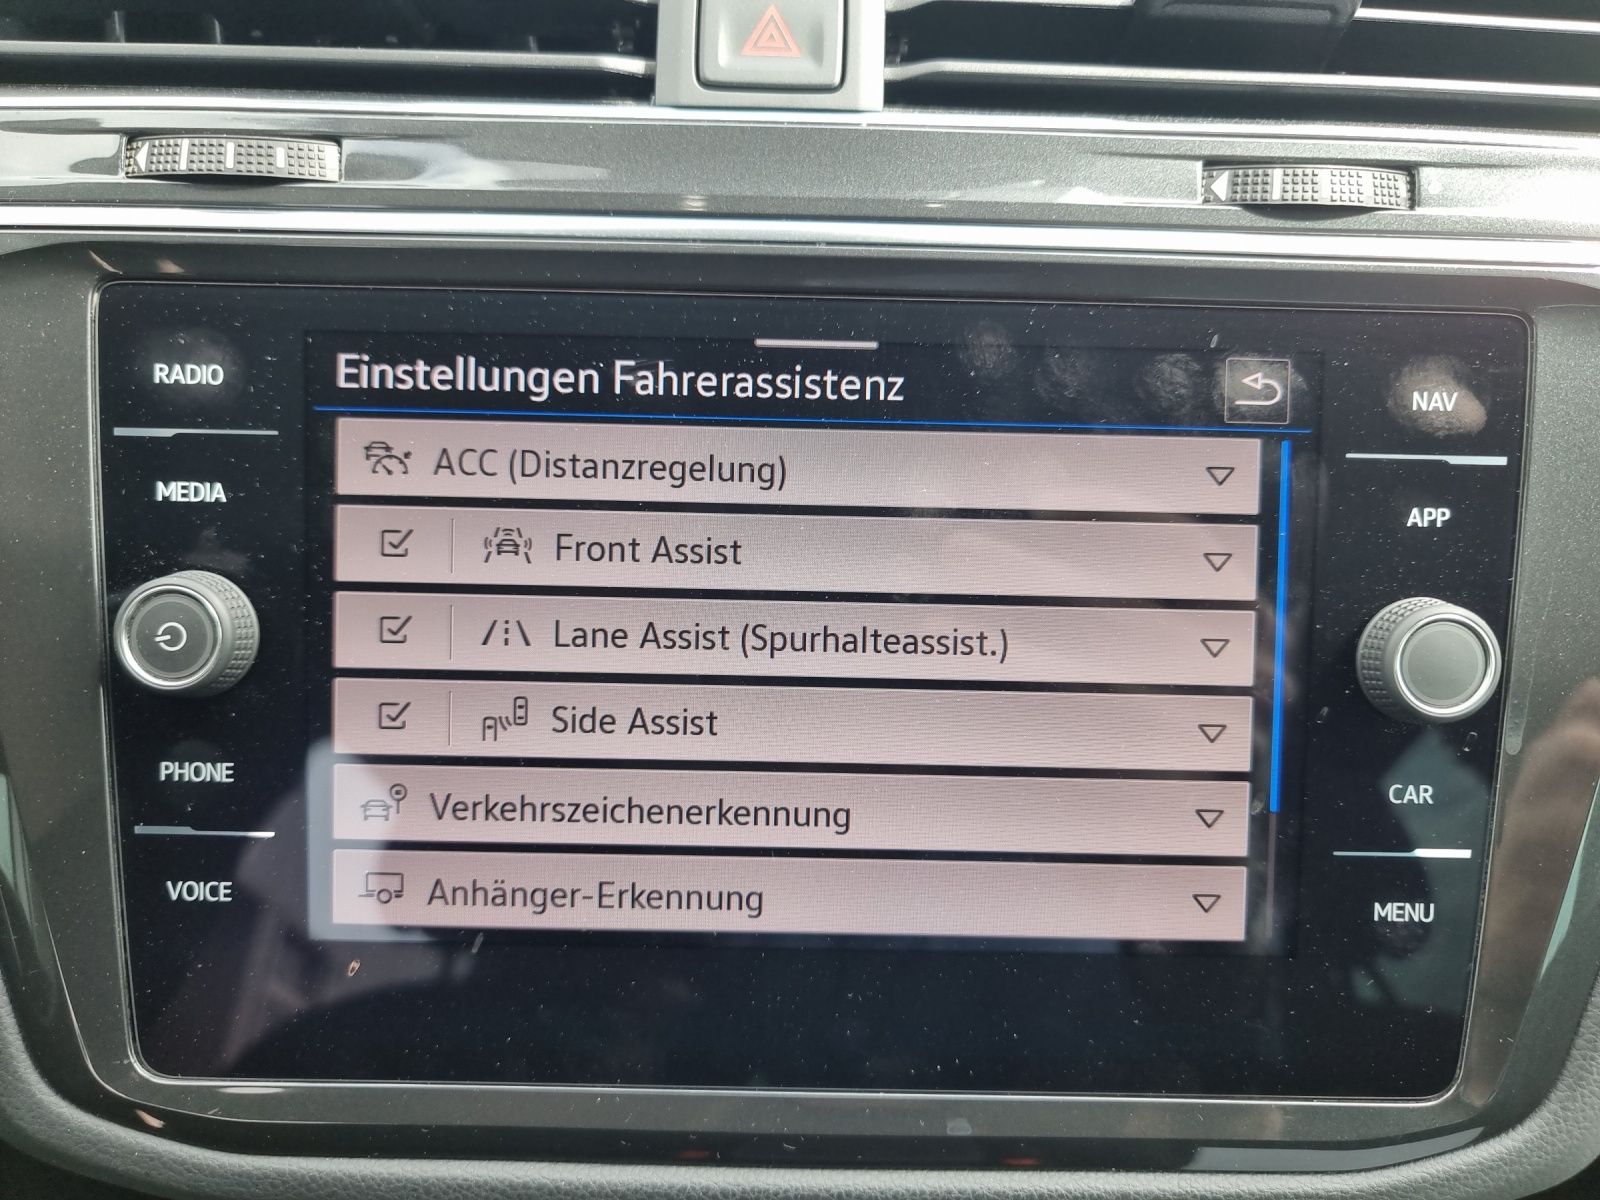 RADIO
MEDIA
PHONE
VOICE
Einstellungen Fahrerassistenz
ACC (Distanzregelung)
Front Assist
Lane Assist (Spurhalteassist.)
Side Assist
Verkehrszeichenerkennung
Anhänger-Erkennung
NAV
APP
CAR
MENU